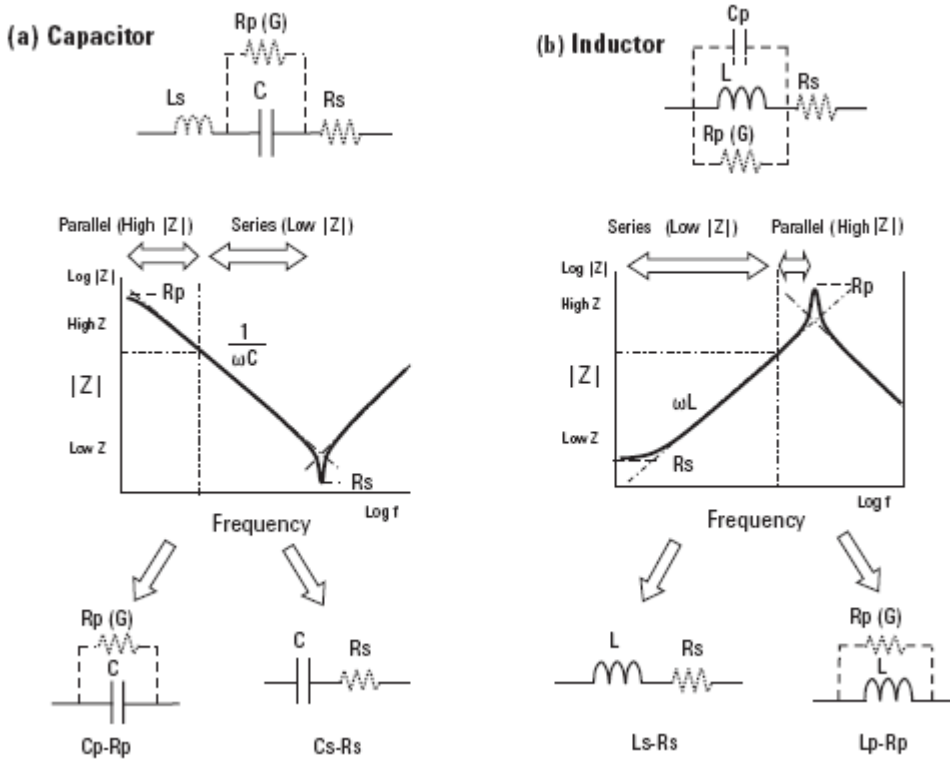 (a) Capacitor
Rp (G)
C
Ls
Rs
Parallel (High |Z|)
Series (Low |Z|)
Log |Z|
Rp
High Z
1
ωC
|Z|
Low Z
Rs
Log f
Frequency
Rp (G)
C
Cp-Rp
C
Rs
Cs-Rs
(b) Inductor
Cp
L
Rs
Rp (G)
Series (Low |Z|)
Parallel (High |Z|)
Log |Z|
High Z
Rp
|Z|
ωL
Low Z
Rs
Log f
Frequency
L
Rs
Ls-Rs
Rp (G)
L
Lp-Rp